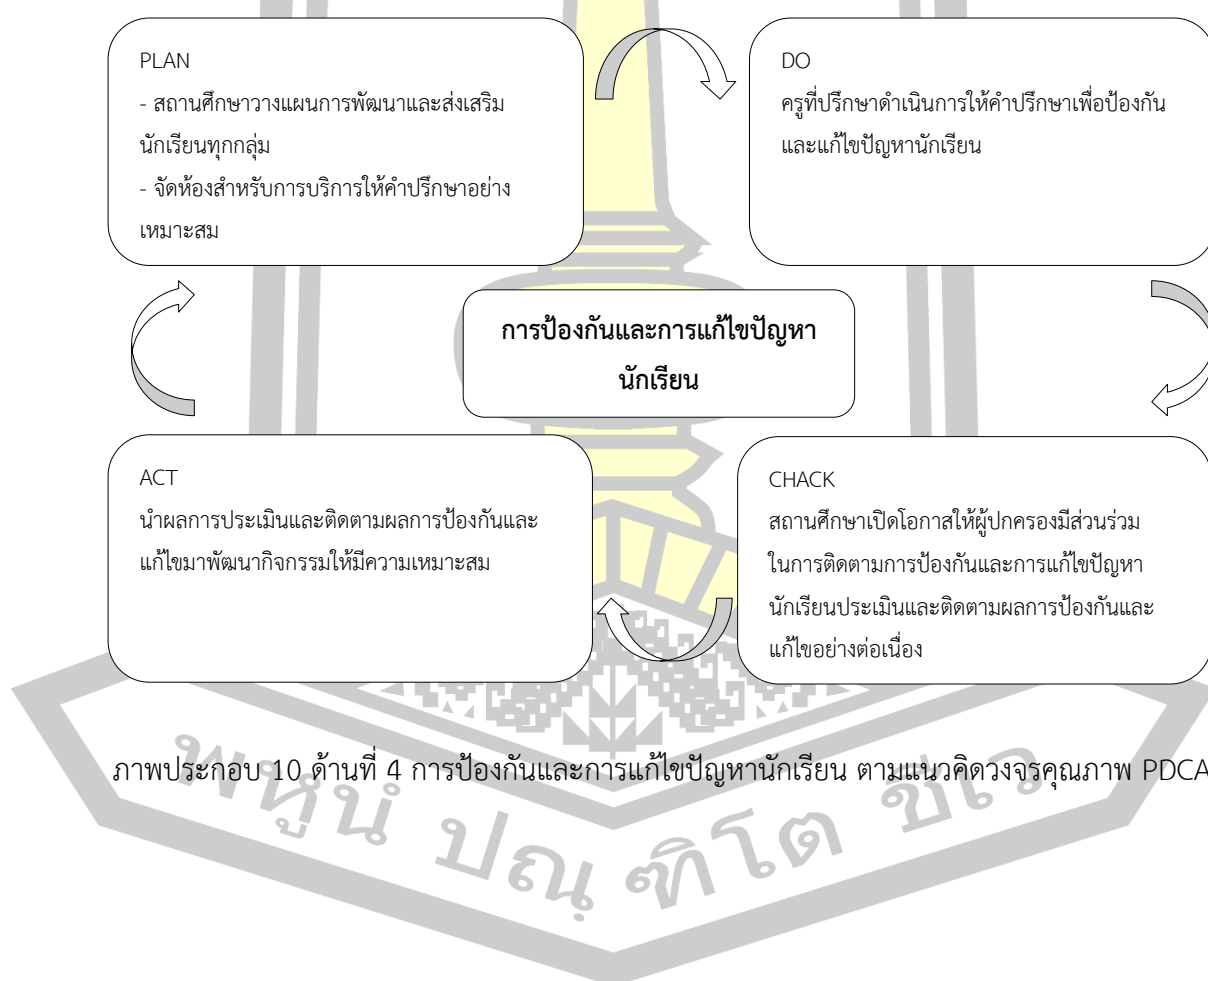 PLAN
- สถานศึกษาวางแผนการพัฒนาและส่งเสริม
นักเรียนทุกกลุ่ม
- จัดห้องสำหรับการบริการให้คำปรึกษาอย่าง
เหมาะสม
DO
ครูที่ปรึกษาดำเนินการให้คำปรึกษาเพื่อป้องกัน
และแก้ไขปัญหานักเรียน
การป้องกันและการแก้ไขปัญหา
นักเรียน
ACT
นำผลการประเมินและติดตามผลการป้องกันและ
แก้ไขมาพัฒนากิจกรรมให้มีความเหมาะสม
CHACK
สถานศึกษาเปิดโอกาสให้ผู้ปกครองมีส่วนร่วม
ในการติดตามการป้องกันและการแก้ไขปัญหา
นักเรียนประเมินและติดตามผลการป้องกันและ
แก้ไขอย่างต่อเนื่อง
ภาพประกอบ 10 ด้านที่ 4 การป้องกันและการแก้ไขปัญหานักเรียน ตามแนวคิดวงจรคุณภาพ PDCA
พหูนํ ปณฺ ฑิโต ชีเว